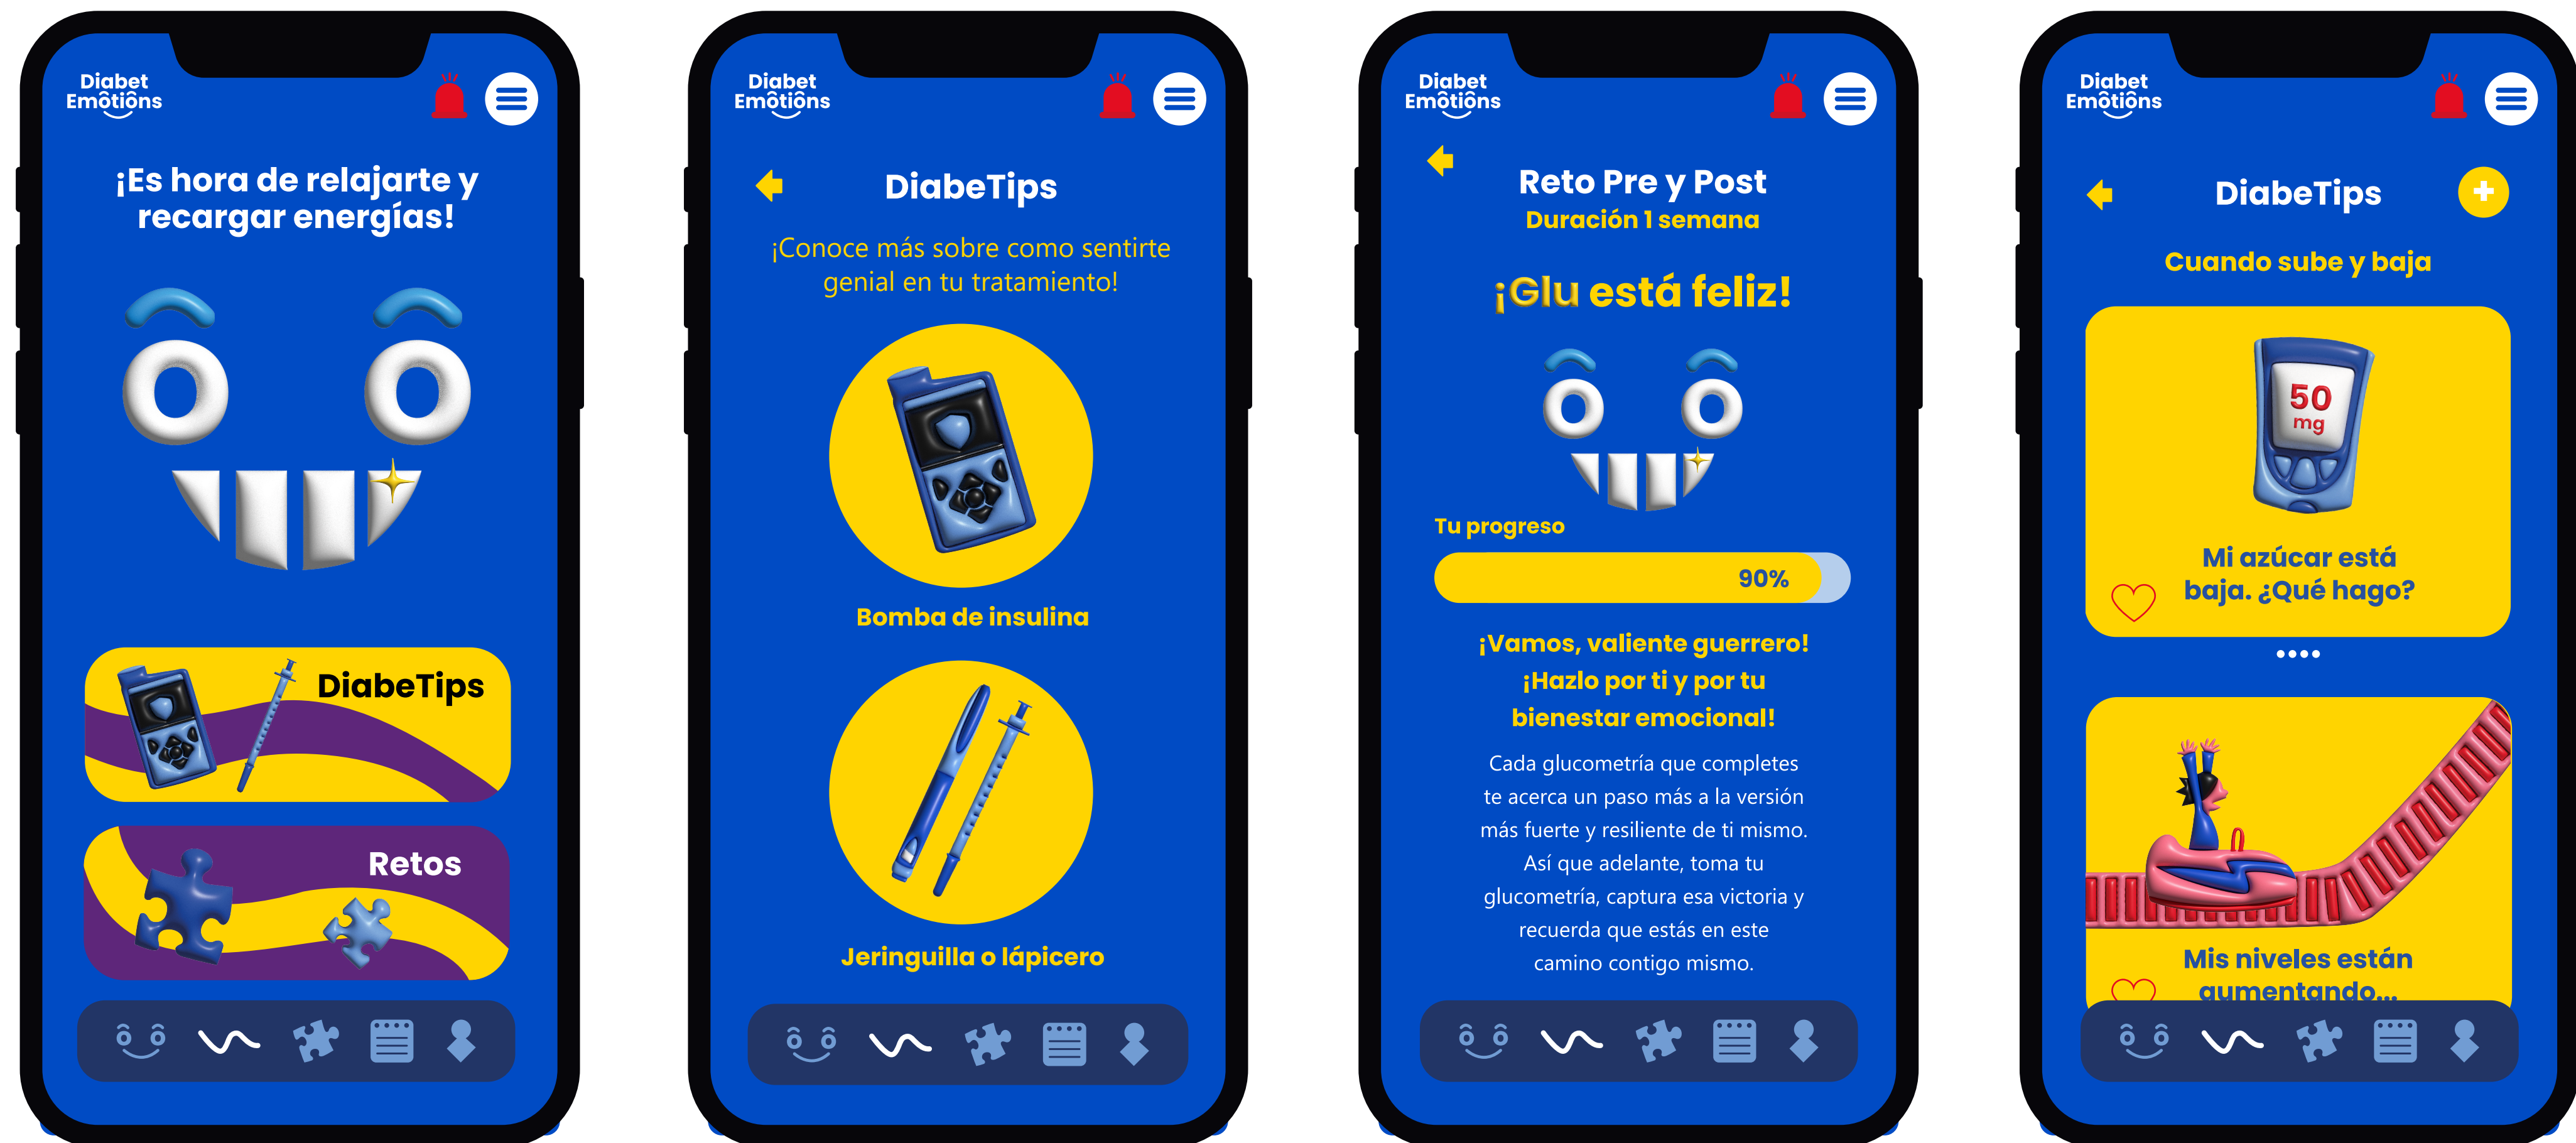 Diabet
Emôtiôns
¡Es hora de relajarte y
recargar energías!
DiabeTips
Retos
Diabet
Emôtiôns
DiabeTips
¡Conoce más sobre como sentirte
genial en tu tratamiento!
Bomba de insulina
Jeringuilla o lápicero
Diabet
Emôtiôns
Reto Pre y Post
Duración 1 semana
¡Glu está feliz!
Tu progreso
90%
¡Vamos, valiente guerrero!
¡Hazlo por ti y por tu
bienestar emocional!
Cada glucometría que completes
te acerca un paso más a la versión
más fuerte y resiliente de ti mismo.
Así que adelante, toma tu
glucometría, captura esa victoria y
recuerda que estás en este
camino contigo mismo.
Diabet
Emôtiôns
DiabeTips
+
Cuando sube y baja
50
mg
Mi azúcar está
baja. ¿Qué hago?
Mis niveles están
aumentando...